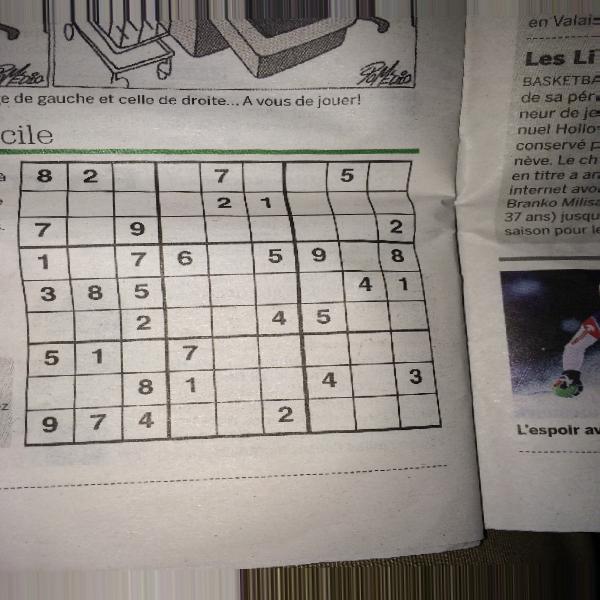 en Valais
Les Li
BASKETBA
de sa pér
neur de je
nuel Hollos
conservé p
nève. Le ch
en titre a ar
internet avo
Branko Milisa
37 ans) jusqu
saison pour le
e de gauche et celle de droite... A vous de jouer!
cile
8 2 7 5
2 1
7 9 2
1 7 6 5 9 8
3 8 5 4 1
2 4 5
5 1 7
8 1 4 3
9 7 4 2
L'espoir av